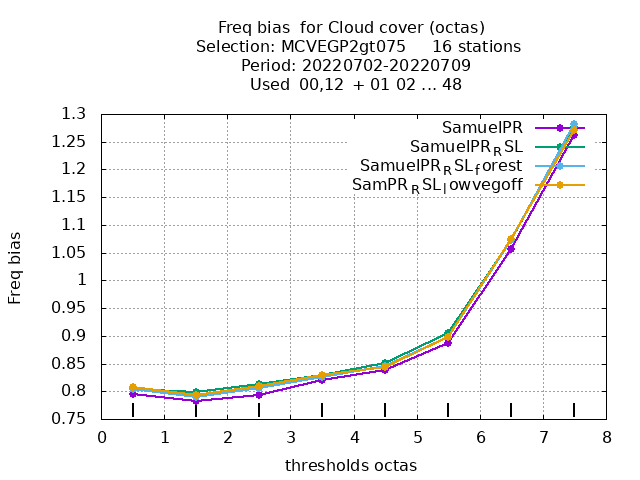 Freq bias  for Cloud cover (octas)
Selection: MCVEGP2gt075     16 stations
Period: 20220702-20220709
Used  00,12  + 01 02 ... 48
1.3
1.25
1.2
1.15
1.1
1.05
1
0.95
0.9
0.85
0.8
0.75
Freq bias
SamuelPR
SamuelPR_RSL
SamuelPR_RSL_forest
SamPR_RSL_lowvegoff
0 1 2 3 4 5 6 7 8
thresholds octas